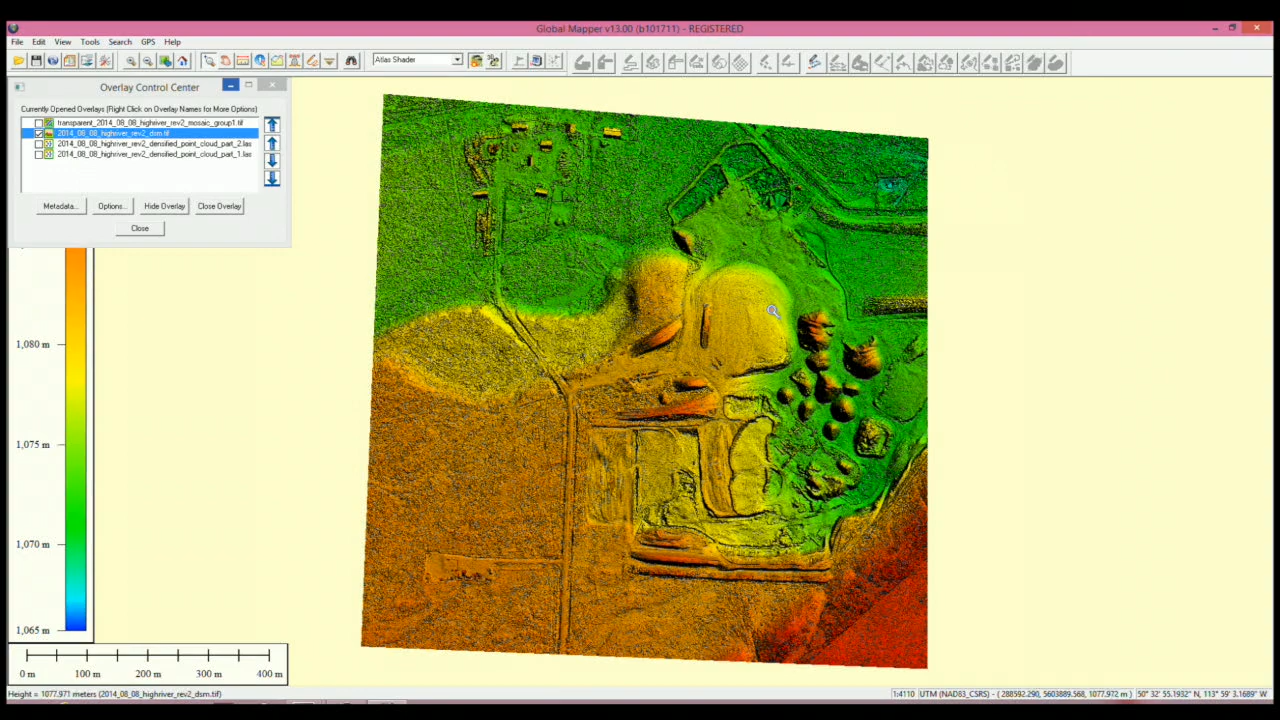 Global Mapper v13.00 (b101711) - REGISTERED
File Edit View Tools Search GPS Help
Atlas Shader
Overlay Control Center
Currently Opened Overlays (Right Click on Overlay Names for More Options)
transparent_2014_08_08_highriver_rev2_mosaic_group1.tif
2014_08_08_highriver_rev2_dsm.tif
2014_08_08_highriver_rev2_densified_point_cloud_part_2.las
2014_08_08_highriver_rev2_densified_point_cloud_part_1.las
Metadata... Options... Hide Overlay Close Overlay
Close
1,080 m
1,075 m
1,070 m
1,065 m
0 m 100 m 200 m 300 m 400 m
Height = 1077.971 meters (2014_08_08_highriver_rev2_dsm.tif)
1:4110 UTM (NAD83_CSRS) - ( 288592.290, 5603889.568, 1077.972 m ) 50° 32' 55.1932" N, 113° 59' 3.1689" W